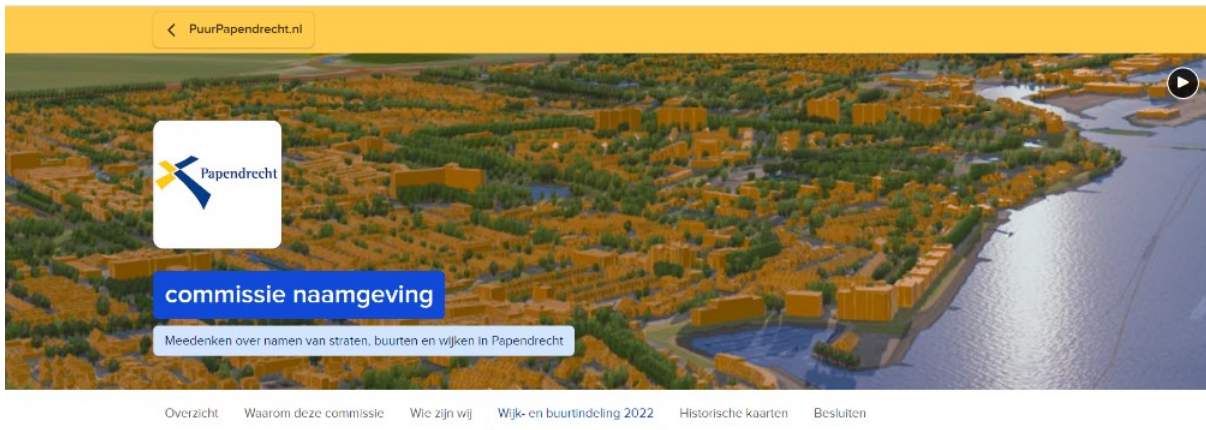 PuurPapendrecht.nl
Papendrecht
commissie naamgeving
Meedenken over namen van straten, buurten en wijken in Papendrecht
Overzicht Waarom deze commissie Wie zijn wij Wijk- en buurtindeling 2022 Historische kaarten Besluiten